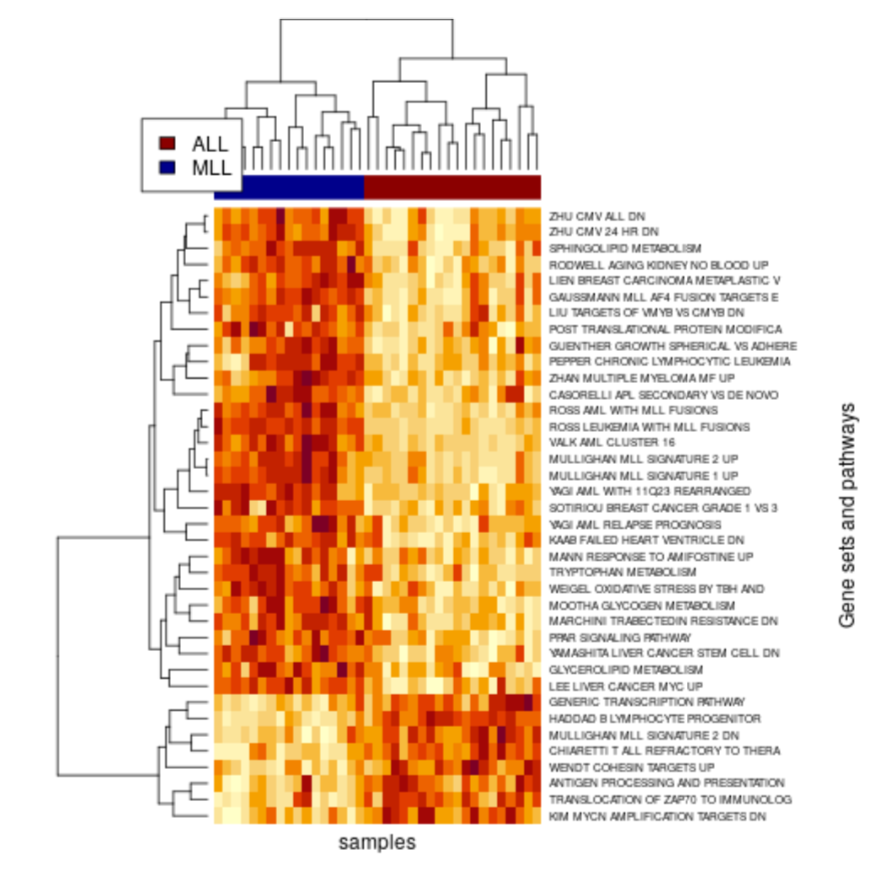 ALL
MLL
ZHU CMV ALL DN
ZHU CMV 24 HR DN
SPHINGOLIPID METABOLISM
RODWELL AGING KIDNEY NO BLOOD UP
LIEN BREAST CARCINOMA METAPLASTIC V
GAUSSMANN MLL AF4 FUSION TARGETS E
LIU TARGETS OF VMYB VS CMYB DN
POST TRANSLATIONAL PROTEIN MODIFICA
GUENTHER GROWTH SPHERICAL VS ADHERE
PEPPER CHRONIC LYMPHOCYTIC LEUKEMIA
ZHAN MULTIPLE MYELOMA MF UP
CASORELLI APL SECONDARY VS DE NOVO
ROSS AML WITH MLL FUSIONS
ROSS LEUKEMIA WITH MLL FUSIONS
VALK AML CLUSTER 16
MULLIGHAN MLL SIGNATURE 2 UP
MULLIGHAN MLL SIGNATURE 1 UP
YAGI AML WITH 11Q23 REARRANGED
SOTIRIOU BREAST CANCER GRADE 1 VS 3
YAGI AML RELAPSE PROGNOSIS
KAAB FAILED HEART VENTRICLE DN
MANN RESPONSE TO AMIFOSTINE UP
TRYPTOPHAN METABOLISM
WEIGEL OXIDATIVE STRESS BY TBH AND
MOOTHA GLYCOGEN METABOLISM
MARCHINI TRABECTEDIN RESISTANCE DN
PPAR SIGNALING PATHWAY
YAMASHITA LIVER CANCER STEM CELL DN
GLYCEROLIPID METABOLISM
LEE LIVER CANCER MYC UP
GENERIC TRANSCRIPTION PATHWAY
HADDAD B LYMPHOCYTE PROGENITOR
MULLIGHAN MLL SIGNATURE 2 DN
CHIARETTI T ALL REFRACTORY TO THERA
WENDT COHESIN TARGETS UP
ANTIGEN PROCESSING AND PRESENTATION
TRANSLOCATION OF ZAP70 TO IMMUNOLOG
KIM MYCN AMPLIFICATION TARGETS DN
Gene sets and pathways
samples